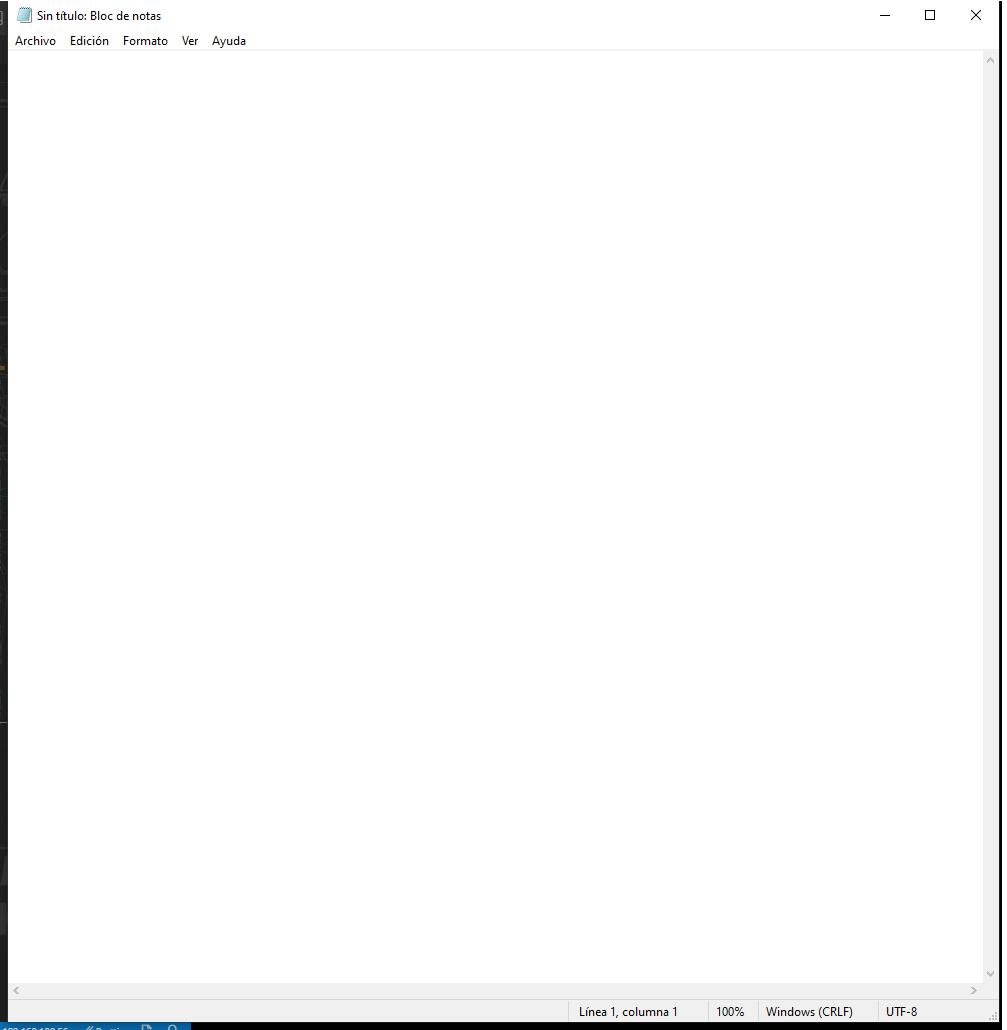 Sin título: Bloc de notas
Archivo Edición Formato Ver Ayuda
Línea 1, columna 1 100% Windows (CRLF) UTF-8